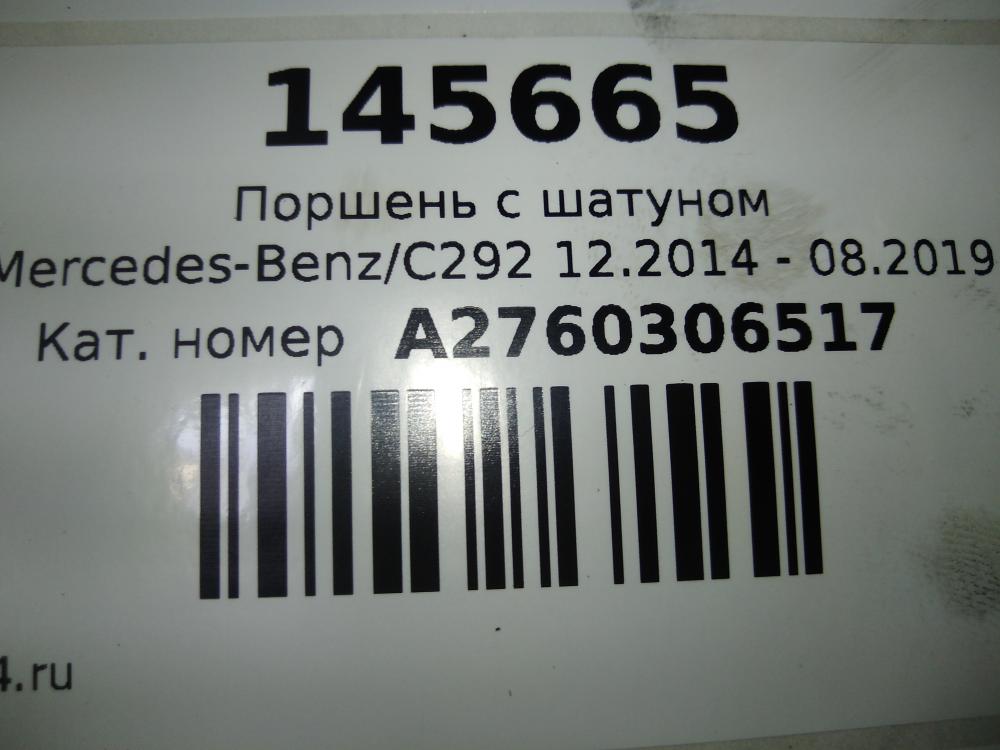 145665
Поршень с шатуном
Mercedes-Benz/C292 12.2014 - 08.2019
Кат. номер A2760306517
4.ru